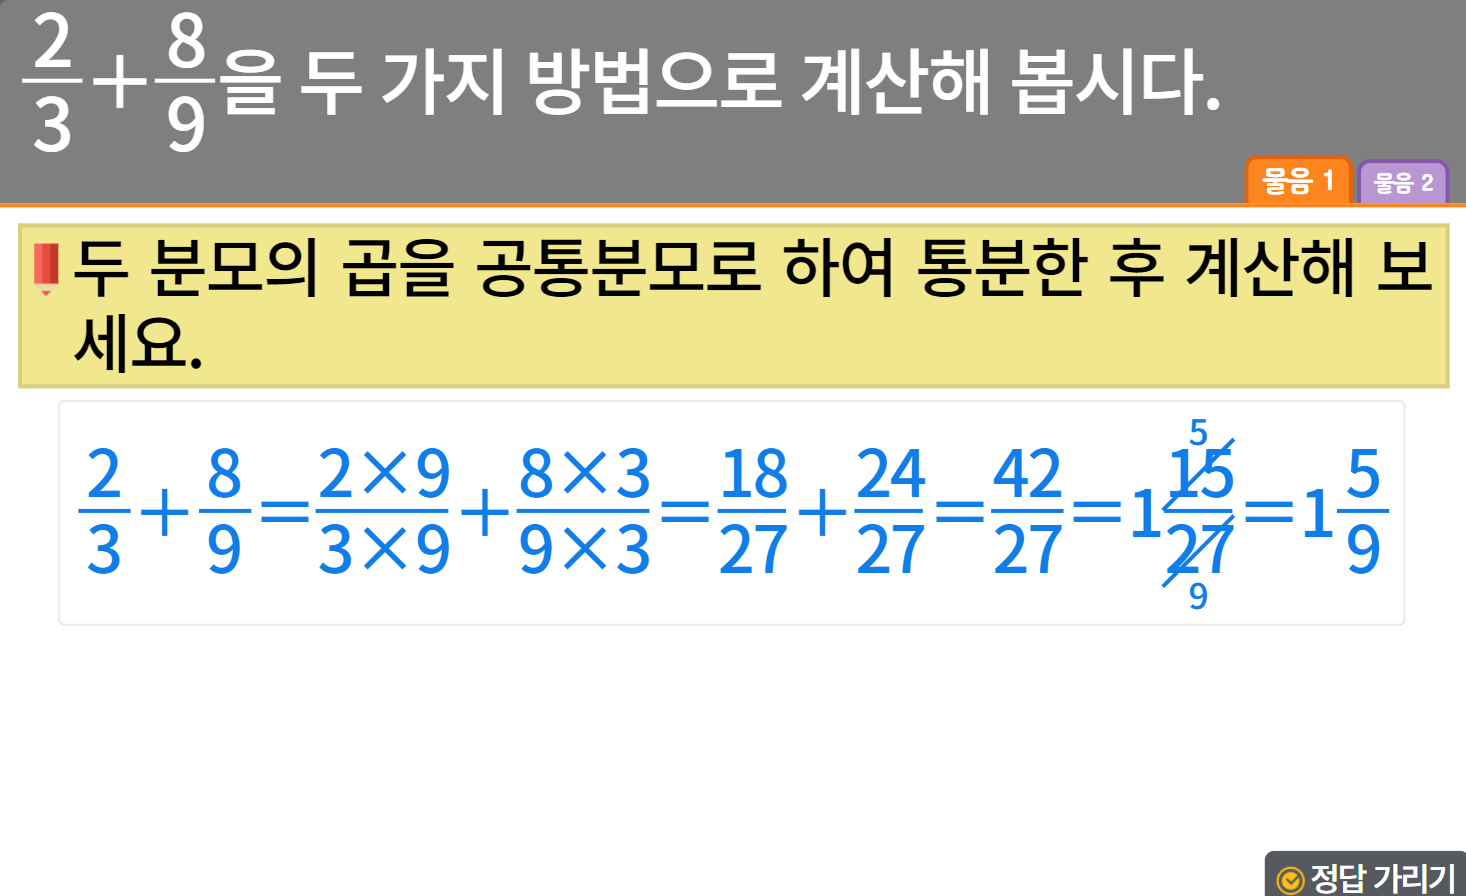 2/3+8/9을 두 가지 방법으로 계산해 봅시다.
물음 1 물음 2
두 분모의 곱을 공통분모로 하여 통분한 후 계산해 보
세요.
2/3+8/9=2×9/3×9+8×3/9×3=18/27+24/27=42/27=1 15/27=1 5/9
5
9
정답 가리기